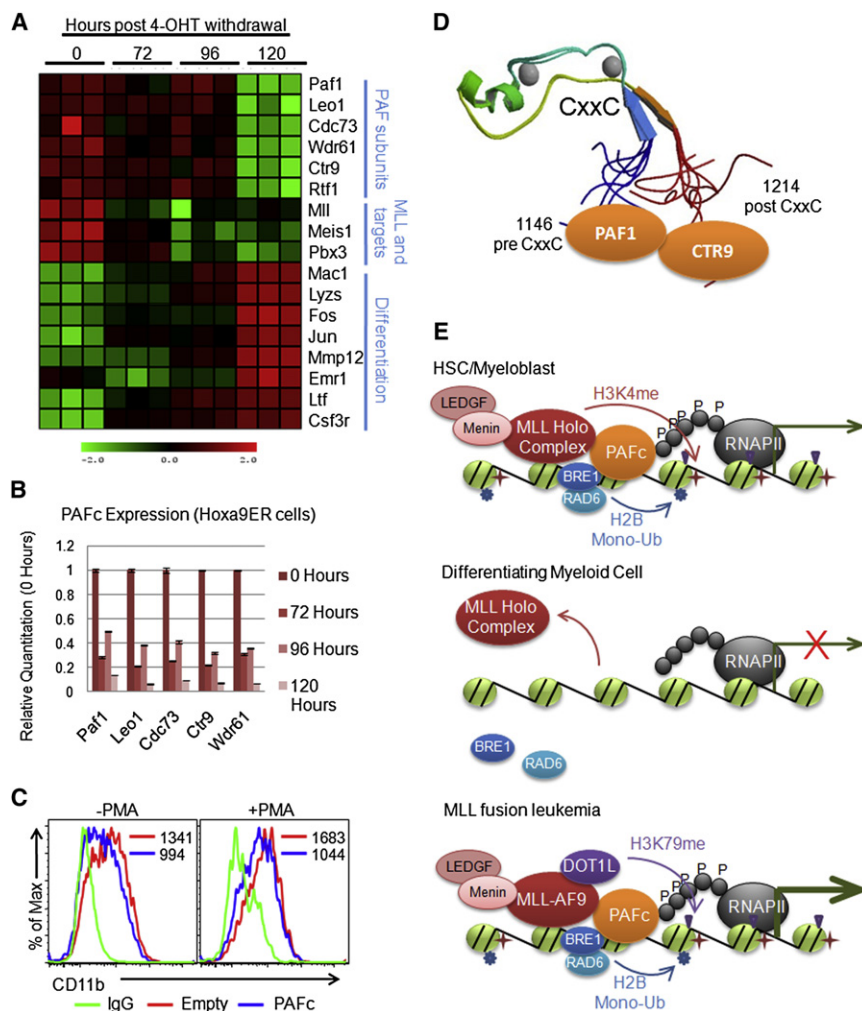 A
Hours post 4-OHT withdrawal
0 72 96 120
Paf1
Leo1
Cdc73
Wdr61
Ctr9
Rtf1
PAF subunits
Mll
Meis1
Pbx3
MLL and targets
Mac1
Lyzs
Fos
Jun
Mmp12
Emr1
Ltf
Csf3r
Differentiation
-2.0 0.0 2.0
B
PAFc Expression (Hoxa9ER cells)
Relative Quantitation (0 Hours)
1.2
1
0.8
0.6
0.4
0.2
0
Paf1 Leo1 Cdc73 Ctr9 Wdr61
0 Hours
72 Hours
96 Hours
120
Hours
C
-PMA +PMA
1341
994
1683
1044
% of Max
CD11b
IgG Empty PAFc
D
CxxC
1146
pre CxxC
1214
post CxxC
PAF1
CTR9
E
HSC/Myeloblast
H3K4me
LEDGF
Menin
MLL Holo
Complex
PAFc
P P P P P
RNAPII
BRE1
RAD6
H2B
Mono-Ub
Differentiating Myeloid Cell
MLL Holo
Complex
RNAPII
X
BRE1
RAD6
MLL fusion leukemia
H3K79me
LEDGF
DOT1L
Menin
MLL-AF9
PAFc
P P P P P
RNAPII
BRE1
RAD6
H2B
Mono-Ub